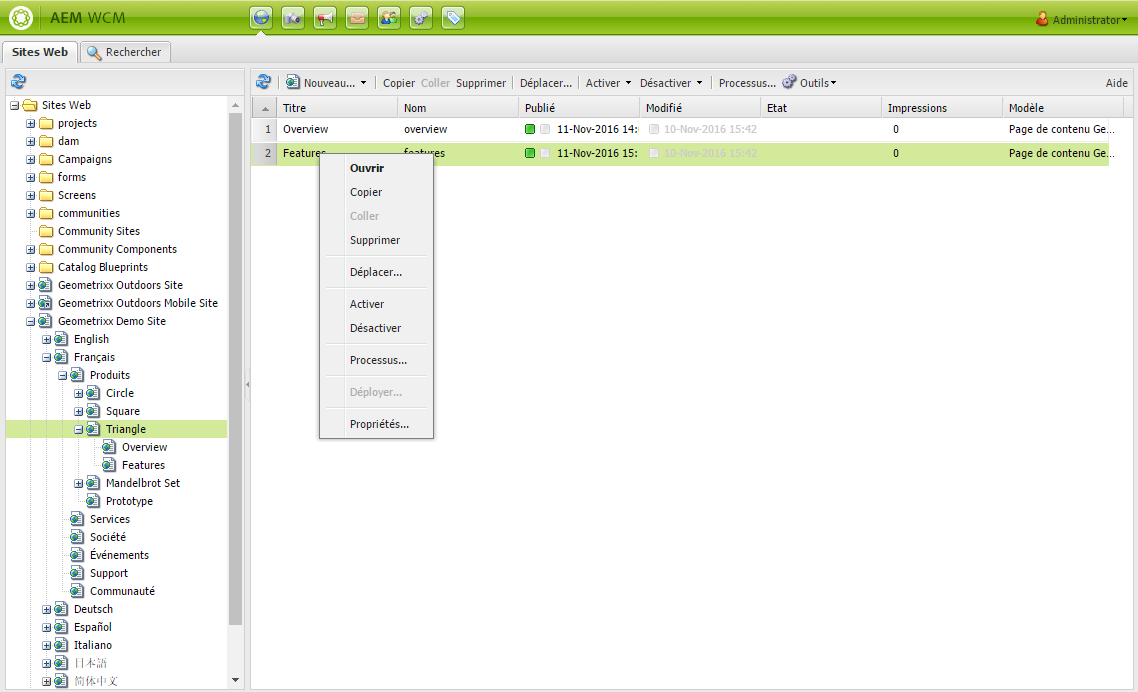 AEM WCM
Administrator
Sites Web Rechercher
Nouveau... Copier Coller Supprimer Déplacer... Activer Désactiver Processus... Outils Aide
Titre Nom Publié Modifié Etat Impressions Modèle
1 Overview overview 11-Nov-2016 14: 10-Nov-2016 15:42 0 Page de contenu Ge...
2 Features features 11-Nov-2016 15: 10-Nov-2016 15:42 0 Page de contenu Ge...
Ouvrir
Copier
Coller
Supprimer
Déplacer...
Activer
Désactiver
Processus...
Déployer...
Propriétés...
Sites Web
projects
dam
Campaigns
forms
Screens
communities
Community Sites
Community Components
Catalog Blueprints
Geometrixx Outdoors Site
Geometrixx Outdoors Mobile Site
Geometrixx Demo Site
English
Français
Produits
Circle
Square
Triangle
Overview
Features
Mandelbrot Set
Prototype
Services
Société
Événements
Support
Communauté
Deutsch
Español
Italiano
日本語
简体中文